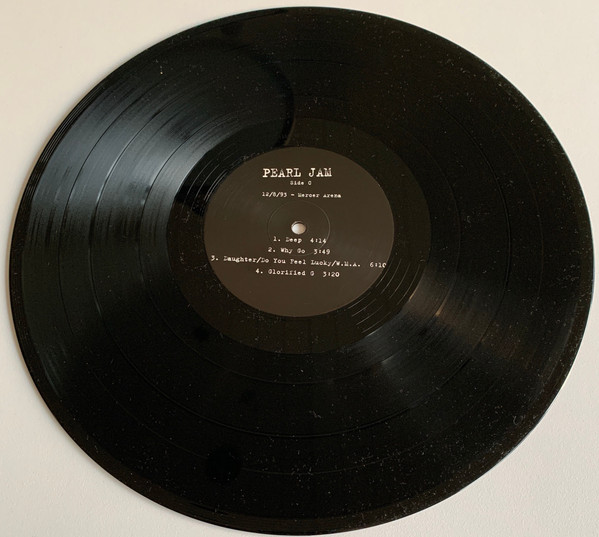 PEARL JAM
Side C
12/8/93 - Mercer Arena
1. Deep 4:14
2. Why Go 3:49
3. Daughter/Do You Feel Lucky/W.M.A. 6:10
4. Glorified G 3:20